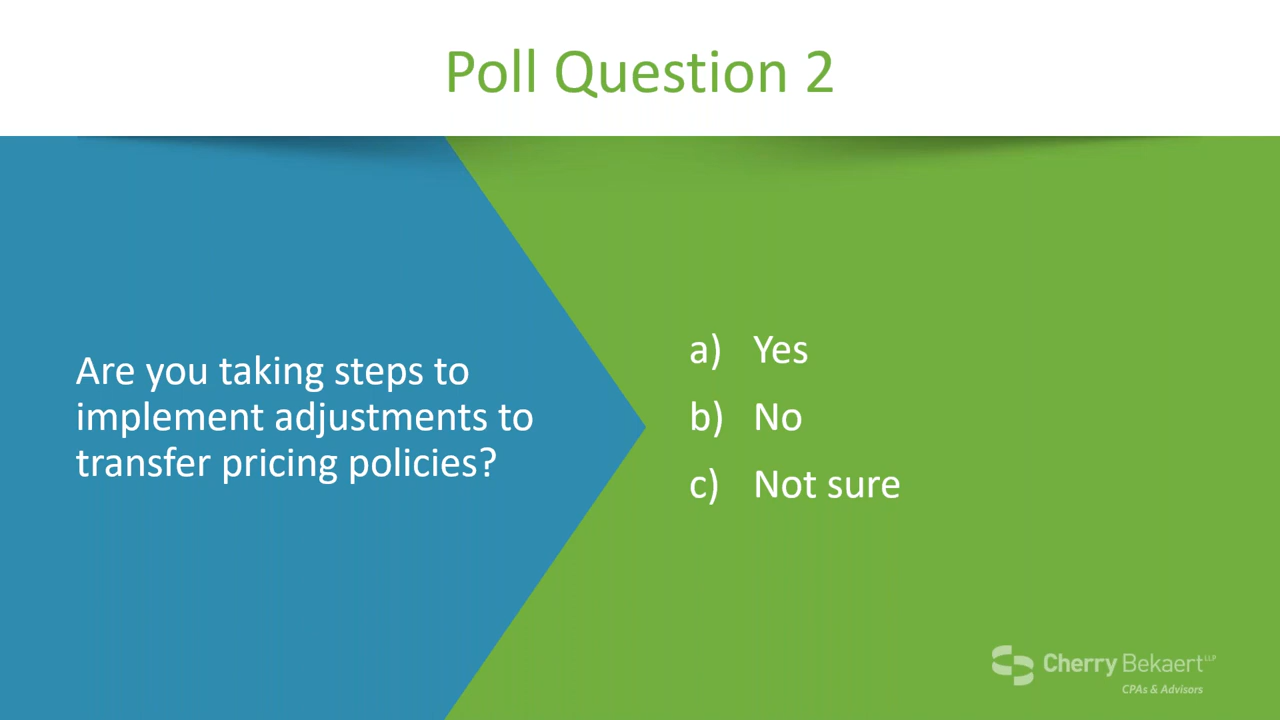 Poll Question 2
Are you taking steps to
implement adjustments to
transfer pricing policies?
a) Yes
b) No
c) Not sure
Cherry Bekaert LLP
CPAs & Advisors